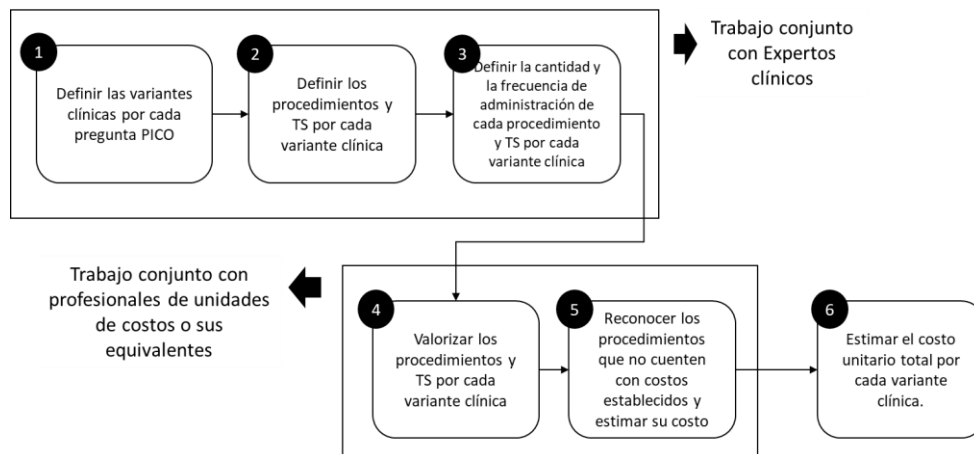 1
Definir las variantes
clínicas por cada
pregunta PICO
2
Definir los
procedimientos y
TS por cada
variante clínica
3
Definir la cantidad y
la frecuencia de
administración de
cada procedimiento
y TS por cada
variante clínica
Trabajo conjunto
con Expertos
clínicos
Trabajo conjunto con
profesionales de unidades
de costos o sus
equivalentes
4
Valorizar los
procedimientos y
TS por cada
variante clínica
5
Reconocer los
procedimientos
que no cuenten
con costos
establecidos y
estimar su costo
6
Estimar el costo
unitario total por
cada variante
clínica.